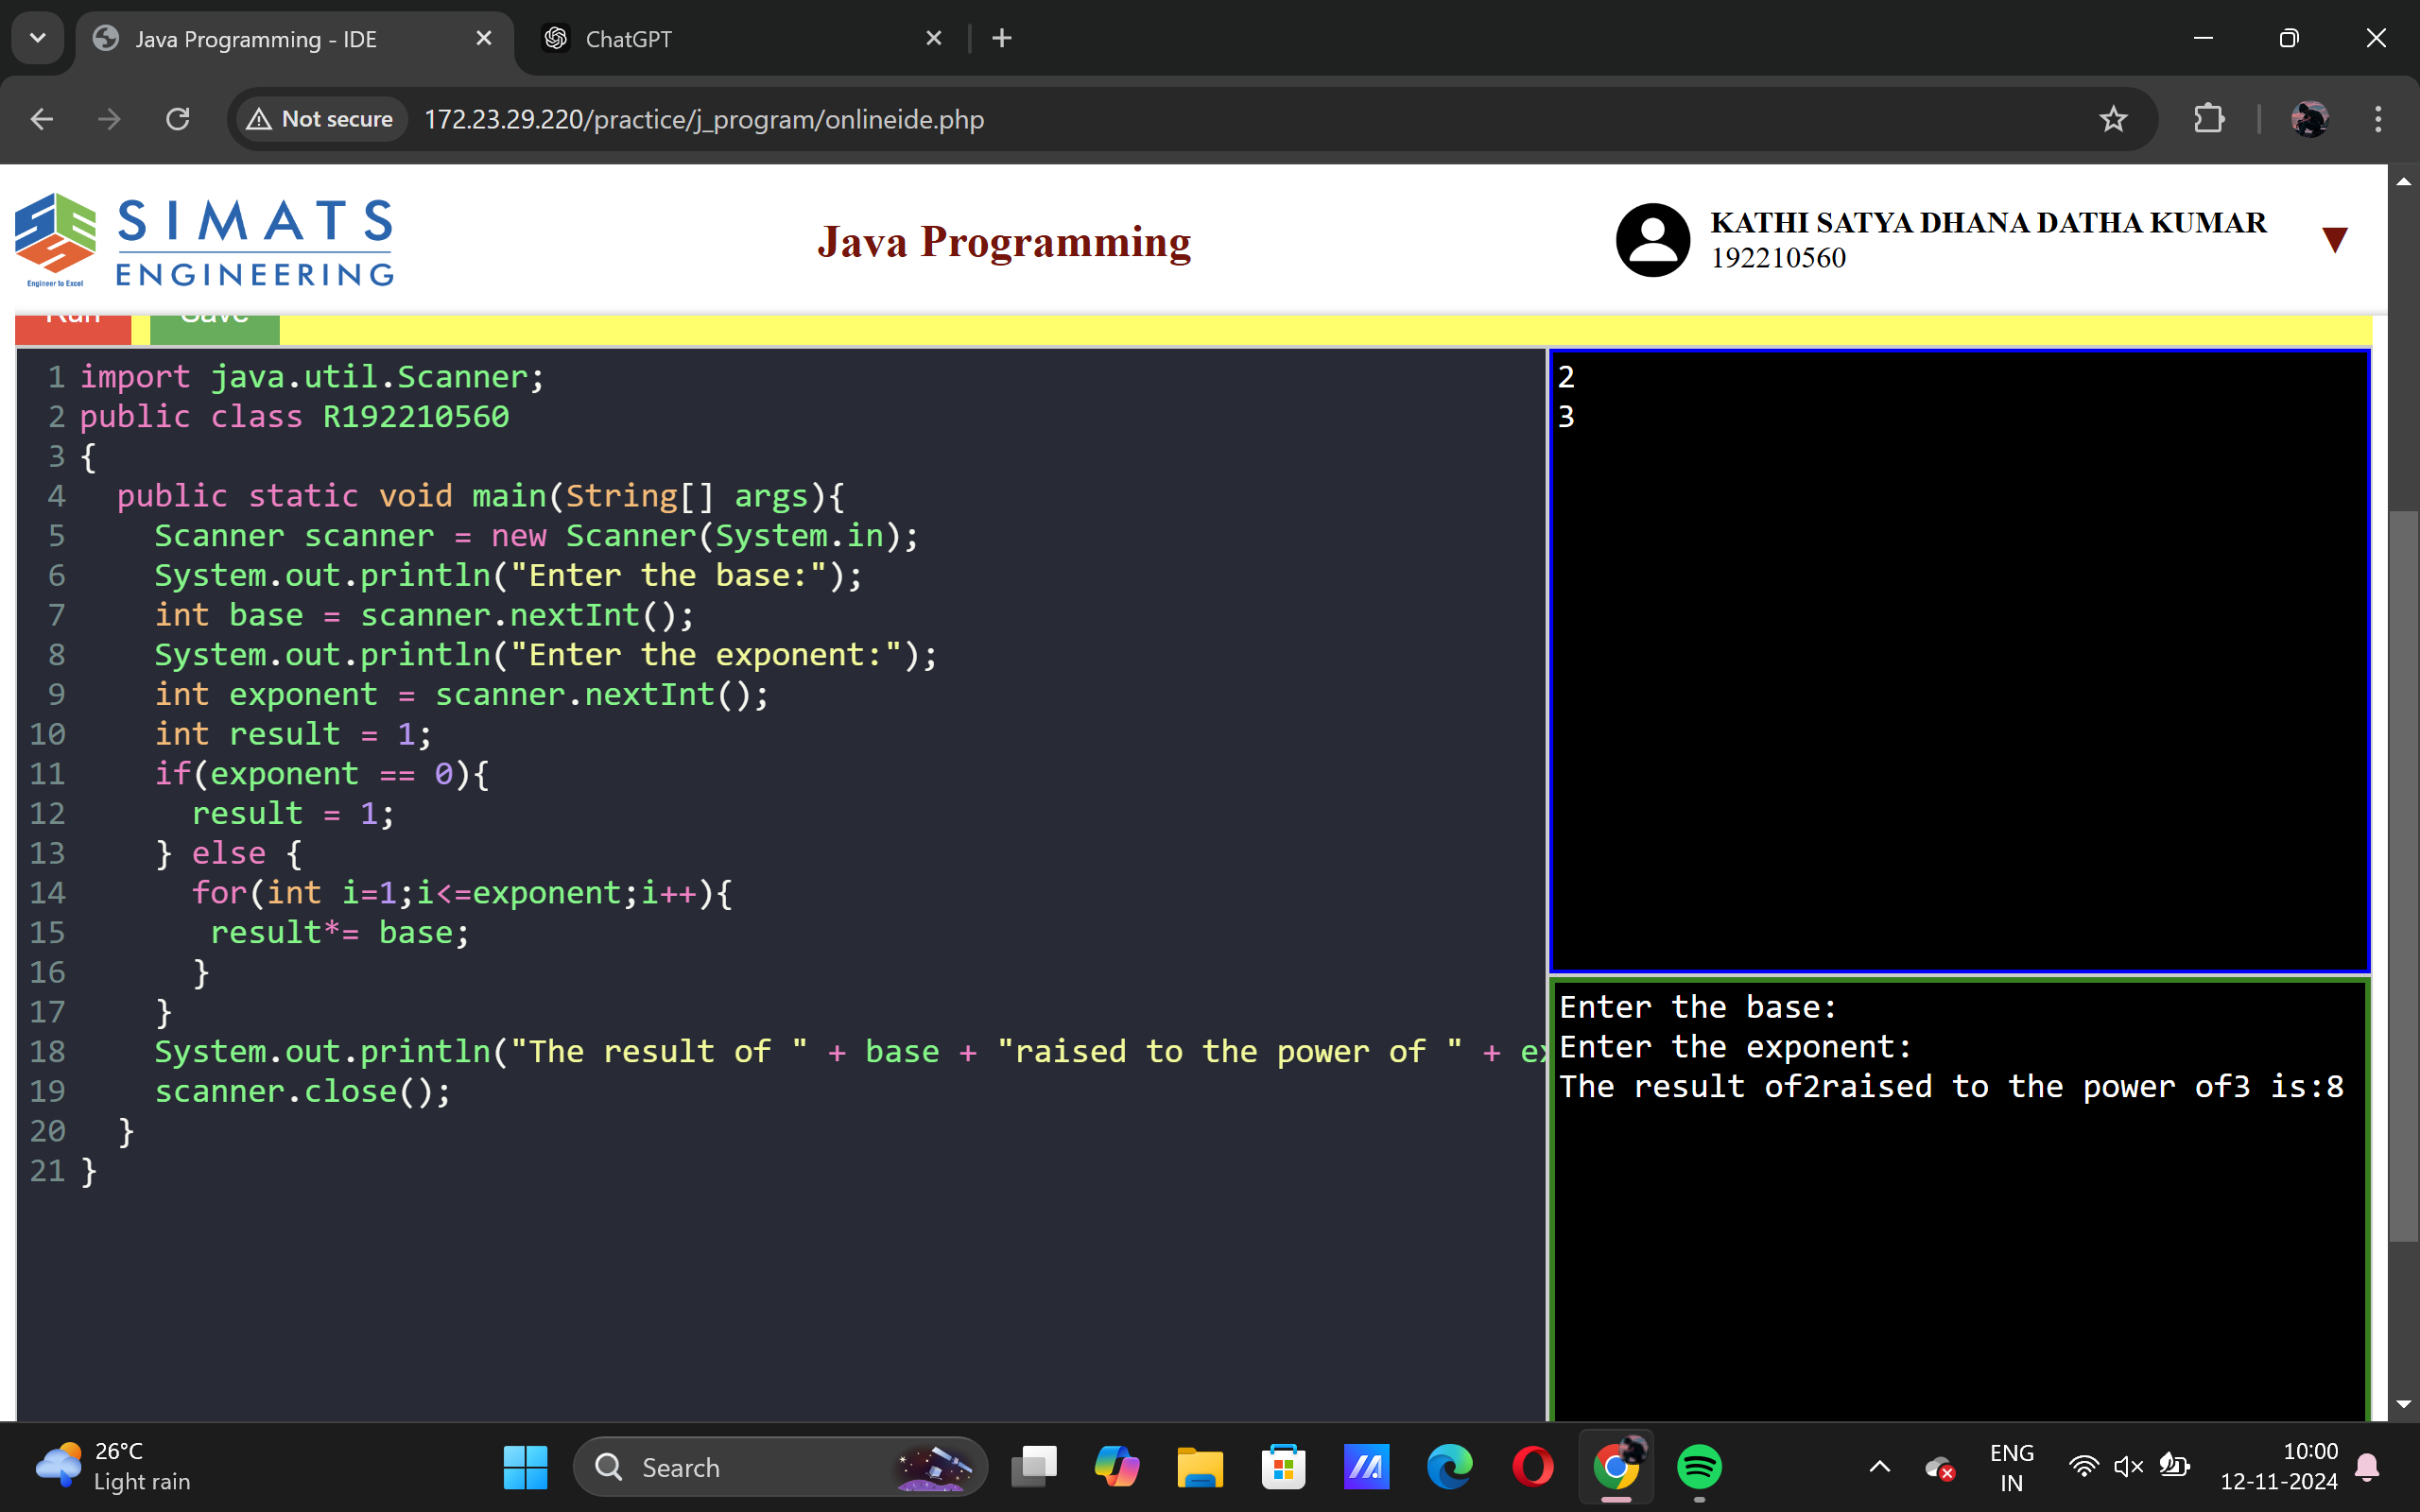 Java Programming - IDE
ChatGPT
Not secure
172.23.29.220/practice/j_program/onlineide.php
SIMATS
ENGINEERING
Engineer to Excel
Java Programming
KATHI SATYA DHANA DATHA KUMAR
192210560
Run Save
1 import java.util.Scanner;
2 public class R192210560
3 {
4 public static void main(String[] args){
5 Scanner scanner = new Scanner(System.in);
6 System.out.println("Enter the base:");
7 int base = scanner.nextInt();
8 System.out.println("Enter the exponent:");
9 int exponent = scanner.nextInt();
10 int result = 1;
11 if(exponent == 0){
12 result = 1;
13 } else {
14 for(int i=1;i<=exponent;i++){
15 result*= base;
16 }
17 }
18 System.out.println("The result of " + base + "raised to the power of " + ex
19 scanner.close();
20 }
21 }
2
3
Enter the base:
Enter the exponent:
The result of2raised to the power of3 is:8
26°C
Light rain
Search
ENG
IN
10:00
12-11-2024